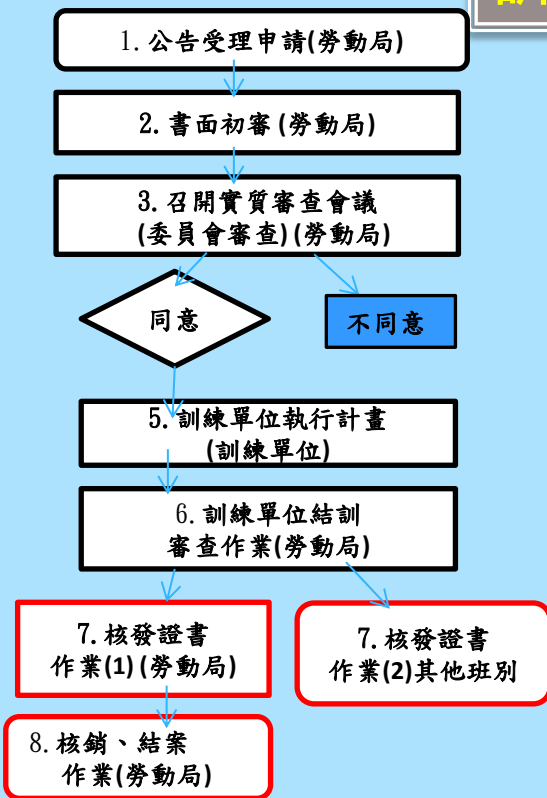 1.公告受理申請(勞動局)
2.書面初審(勞動局)
3.召開實質審查會議
(委員會審查)(勞動局)
同意
不同意
5.訓練單位執行計畫
(訓練單位)
6.訓練單位結訓
審查作業(勞動局)
7.核發證書
作業(1)(勞動局)
7.核發證書
作業(2)其他班別
8.核銷、結案
作業(勞動局)